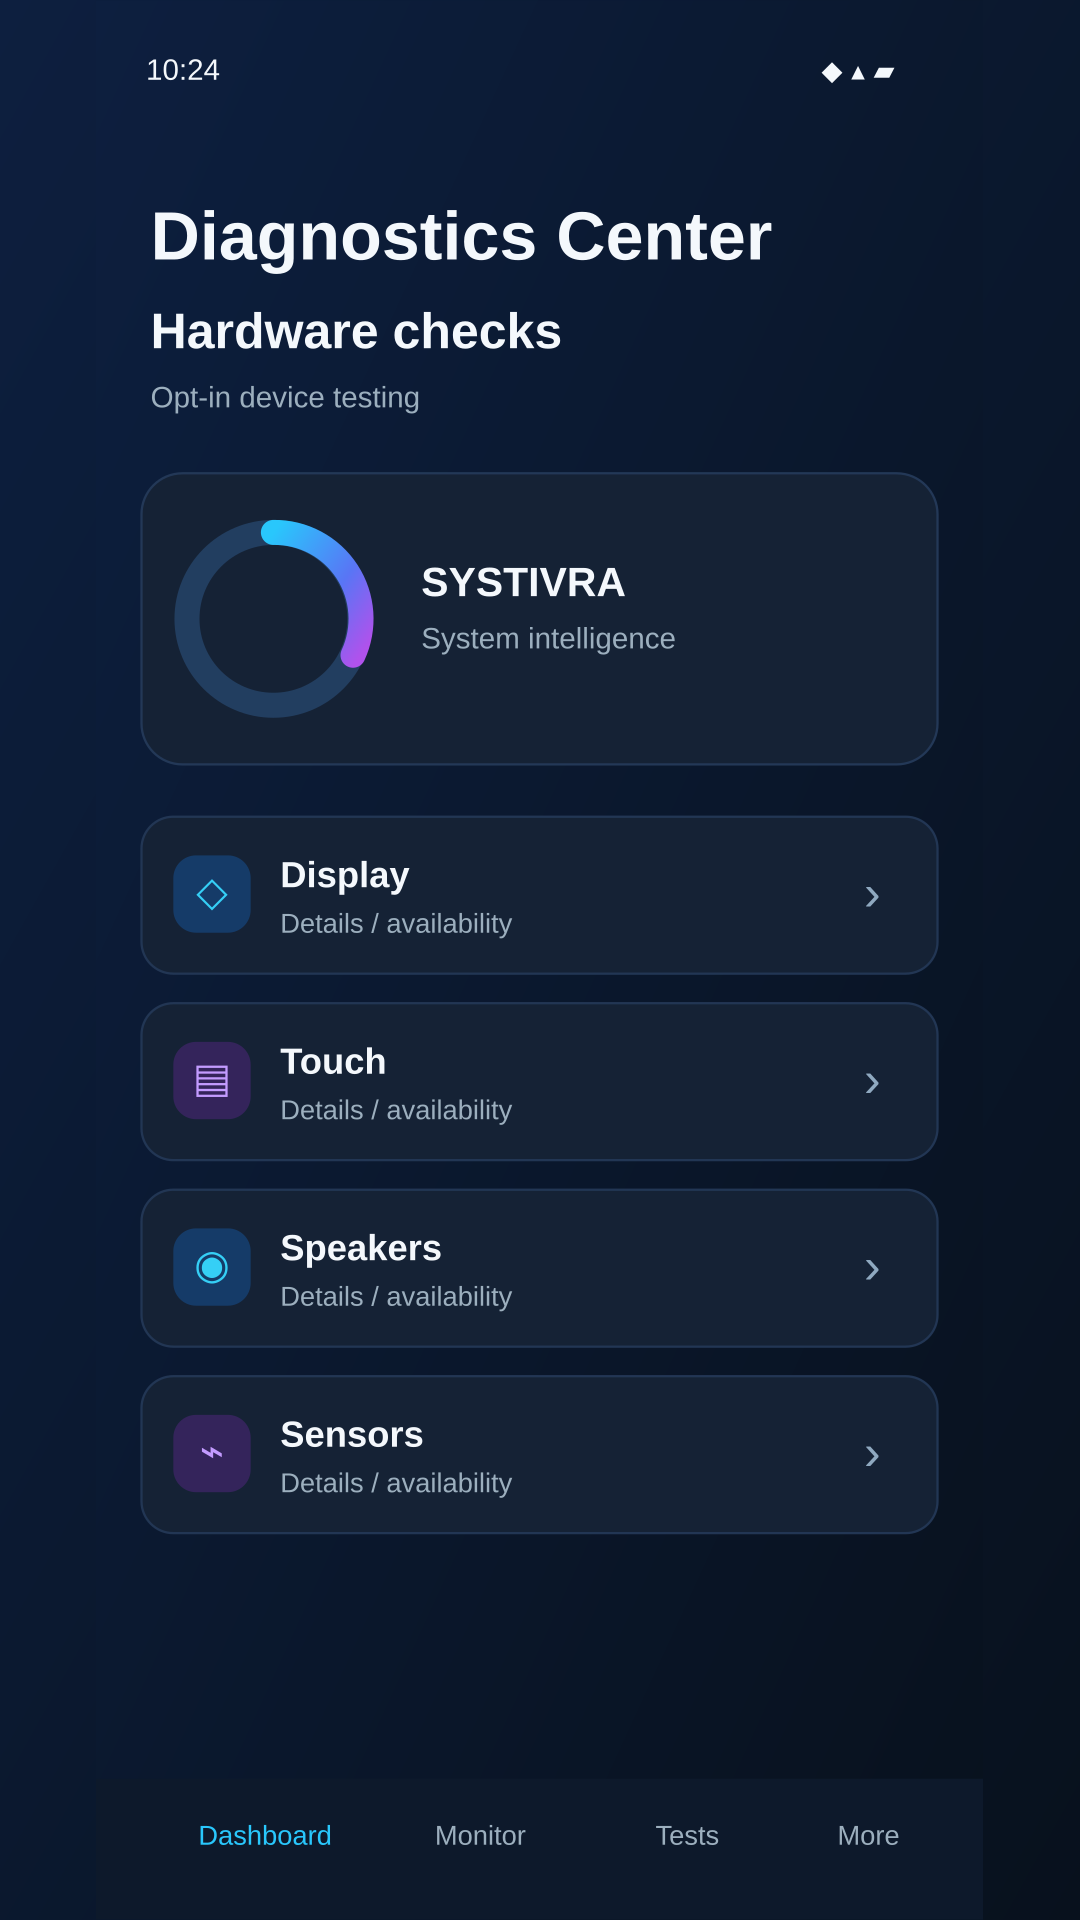 10:24
Diagnostics Center
Hardware checks
Opt-in device testing
SYSTIVRA
System intelligence
Display
Details / availability
Touch
Details / availability
Speakers
Details / availability
Sensors
Details / availability
Dashboard Monitor Tests More